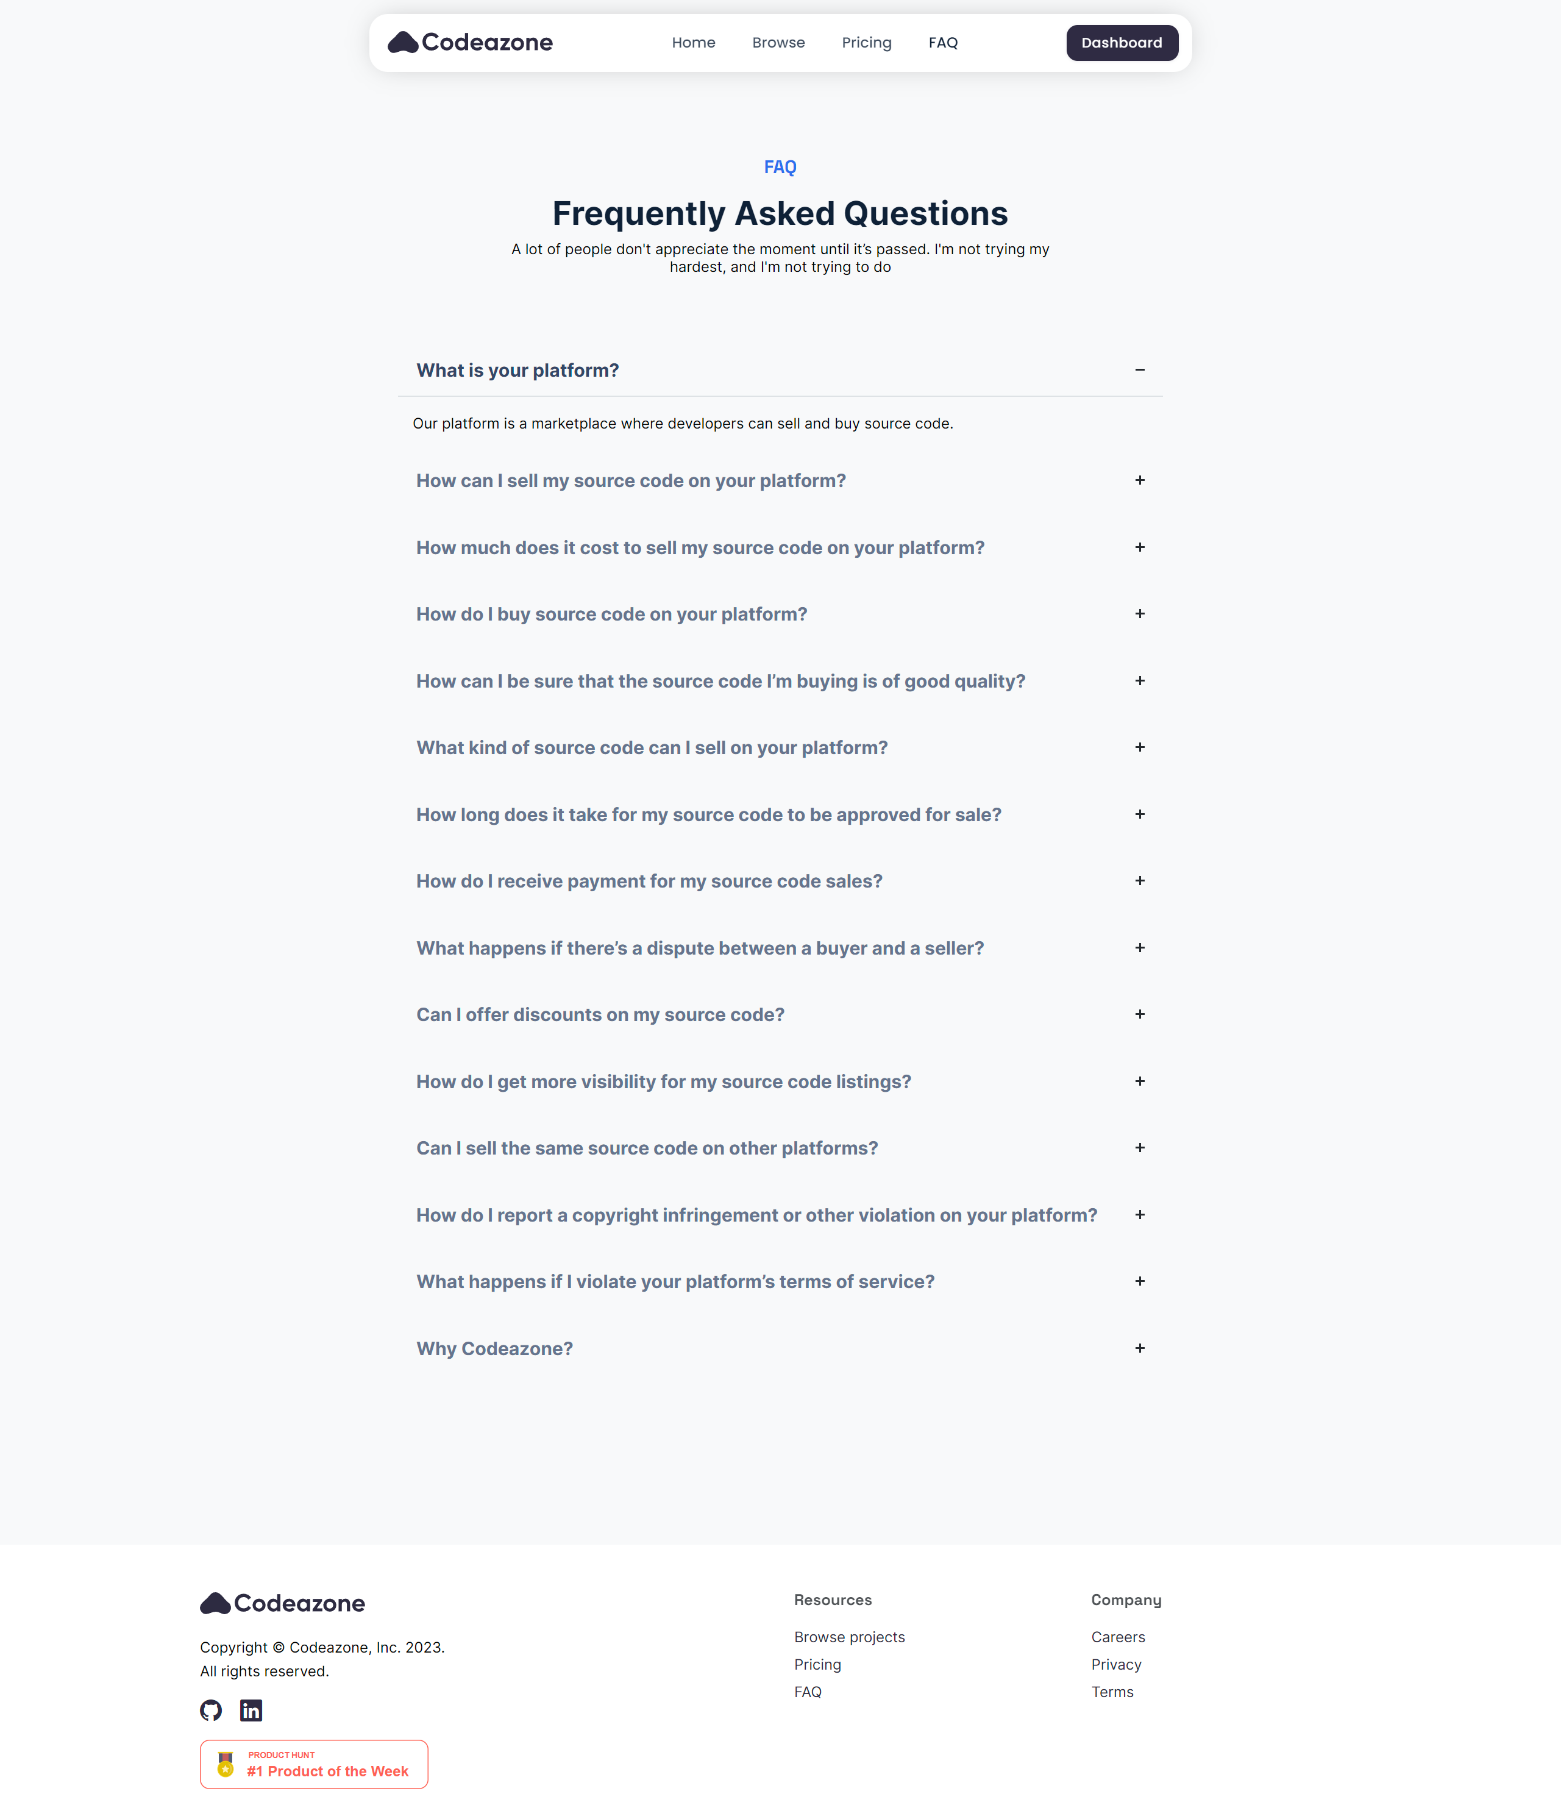 Codeazone
Home
Browse
Pricing
FAQ
Dashboard
FAQ
Frequently Asked Questions
A lot of people don't appreciate the moment until it’s passed. I'm not trying my
hardest, and I'm not trying to do
What is your platform?
−
Our platform is a marketplace where developers can sell and buy source code.
How can I sell my source code on your platform?
+
How much does it cost to sell my source code on your platform?
+
How do I buy source code on your platform?
+
How can I be sure that the source code I’m buying is of good quality?
+
What kind of source code can I sell on your platform?
+
How long does it take for my source code to be approved for sale?
+
How do I receive payment for my source code sales?
+
What happens if there’s a dispute between a buyer and a seller?
+
Can I offer discounts on my source code?
+
How do I get more visibility for my source code listings?
+
Can I sell the same source code on other platforms?
+
How do I report a copyright infringement or other violation on your platform?
+
What happens if I violate your platform’s terms of service?
+
Why Codeazone?
+
Codeazone
Copyright © Codeazone, Inc. 2023.
All rights reserved.
in
PRODUCT HUNT
#1 Product of the Week
Resources
Browse projects
Pricing
FAQ
Company
Careers
Privacy
Terms